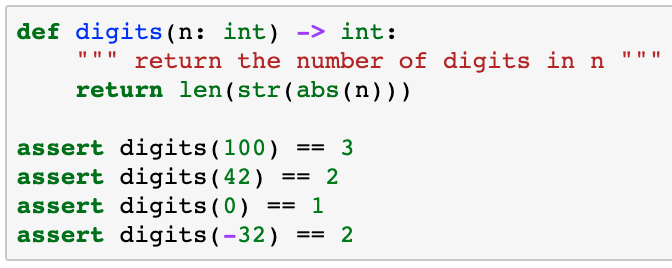 def digits(n: int) -> int:
    """ return the number of digits in n """
    return len(str(abs(n)))

assert digits(100) == 3
assert digits(42) == 2
assert digits(0) == 1
assert digits(-32) == 2